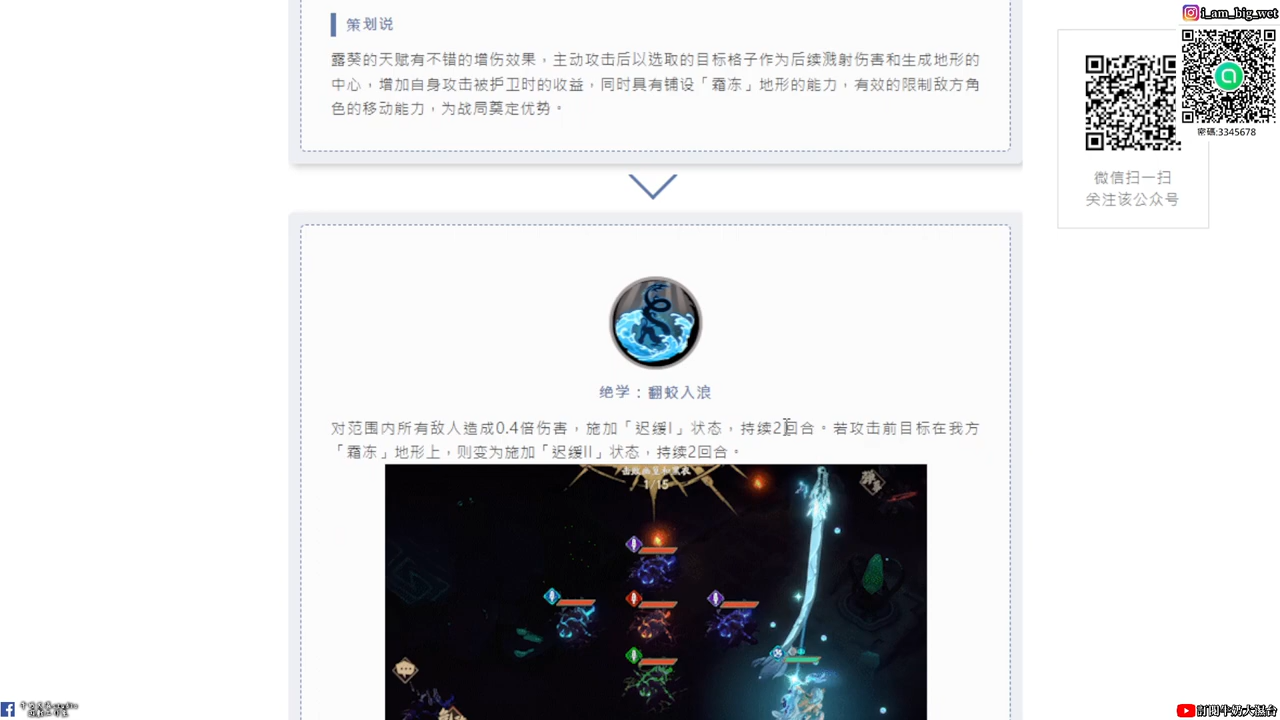 策划说
露葵的天赋有不错的增伤效果，主动攻击后以选取的目标格子作为后续溅射伤害和生成地形的
中心，增加自身攻击被护卫时的收益，同时具有铺设「霜冻」地形的能力，有效的限制敌方角
色的移动能力，为战局奠定优势。
绝学：翻蛟入浪
对范围内所有敌人造成0.4倍伤害，施加「迟缓I」状态，持续2回合。若攻击前目标在我方
「霜冻」地形上，则变为施加「迟缓II」状态，持续2回合。
1/15
i_am_big_wet
密碼:3345678
微信扫一扫
关注该公众号